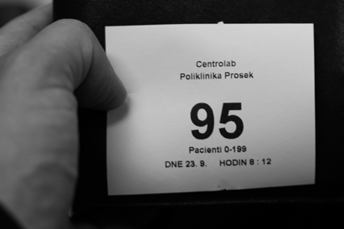 Centrolab
Poliklinika Prosek
95
Pacienti 0-199
DNE 23. 9. HODIN 8 : 12